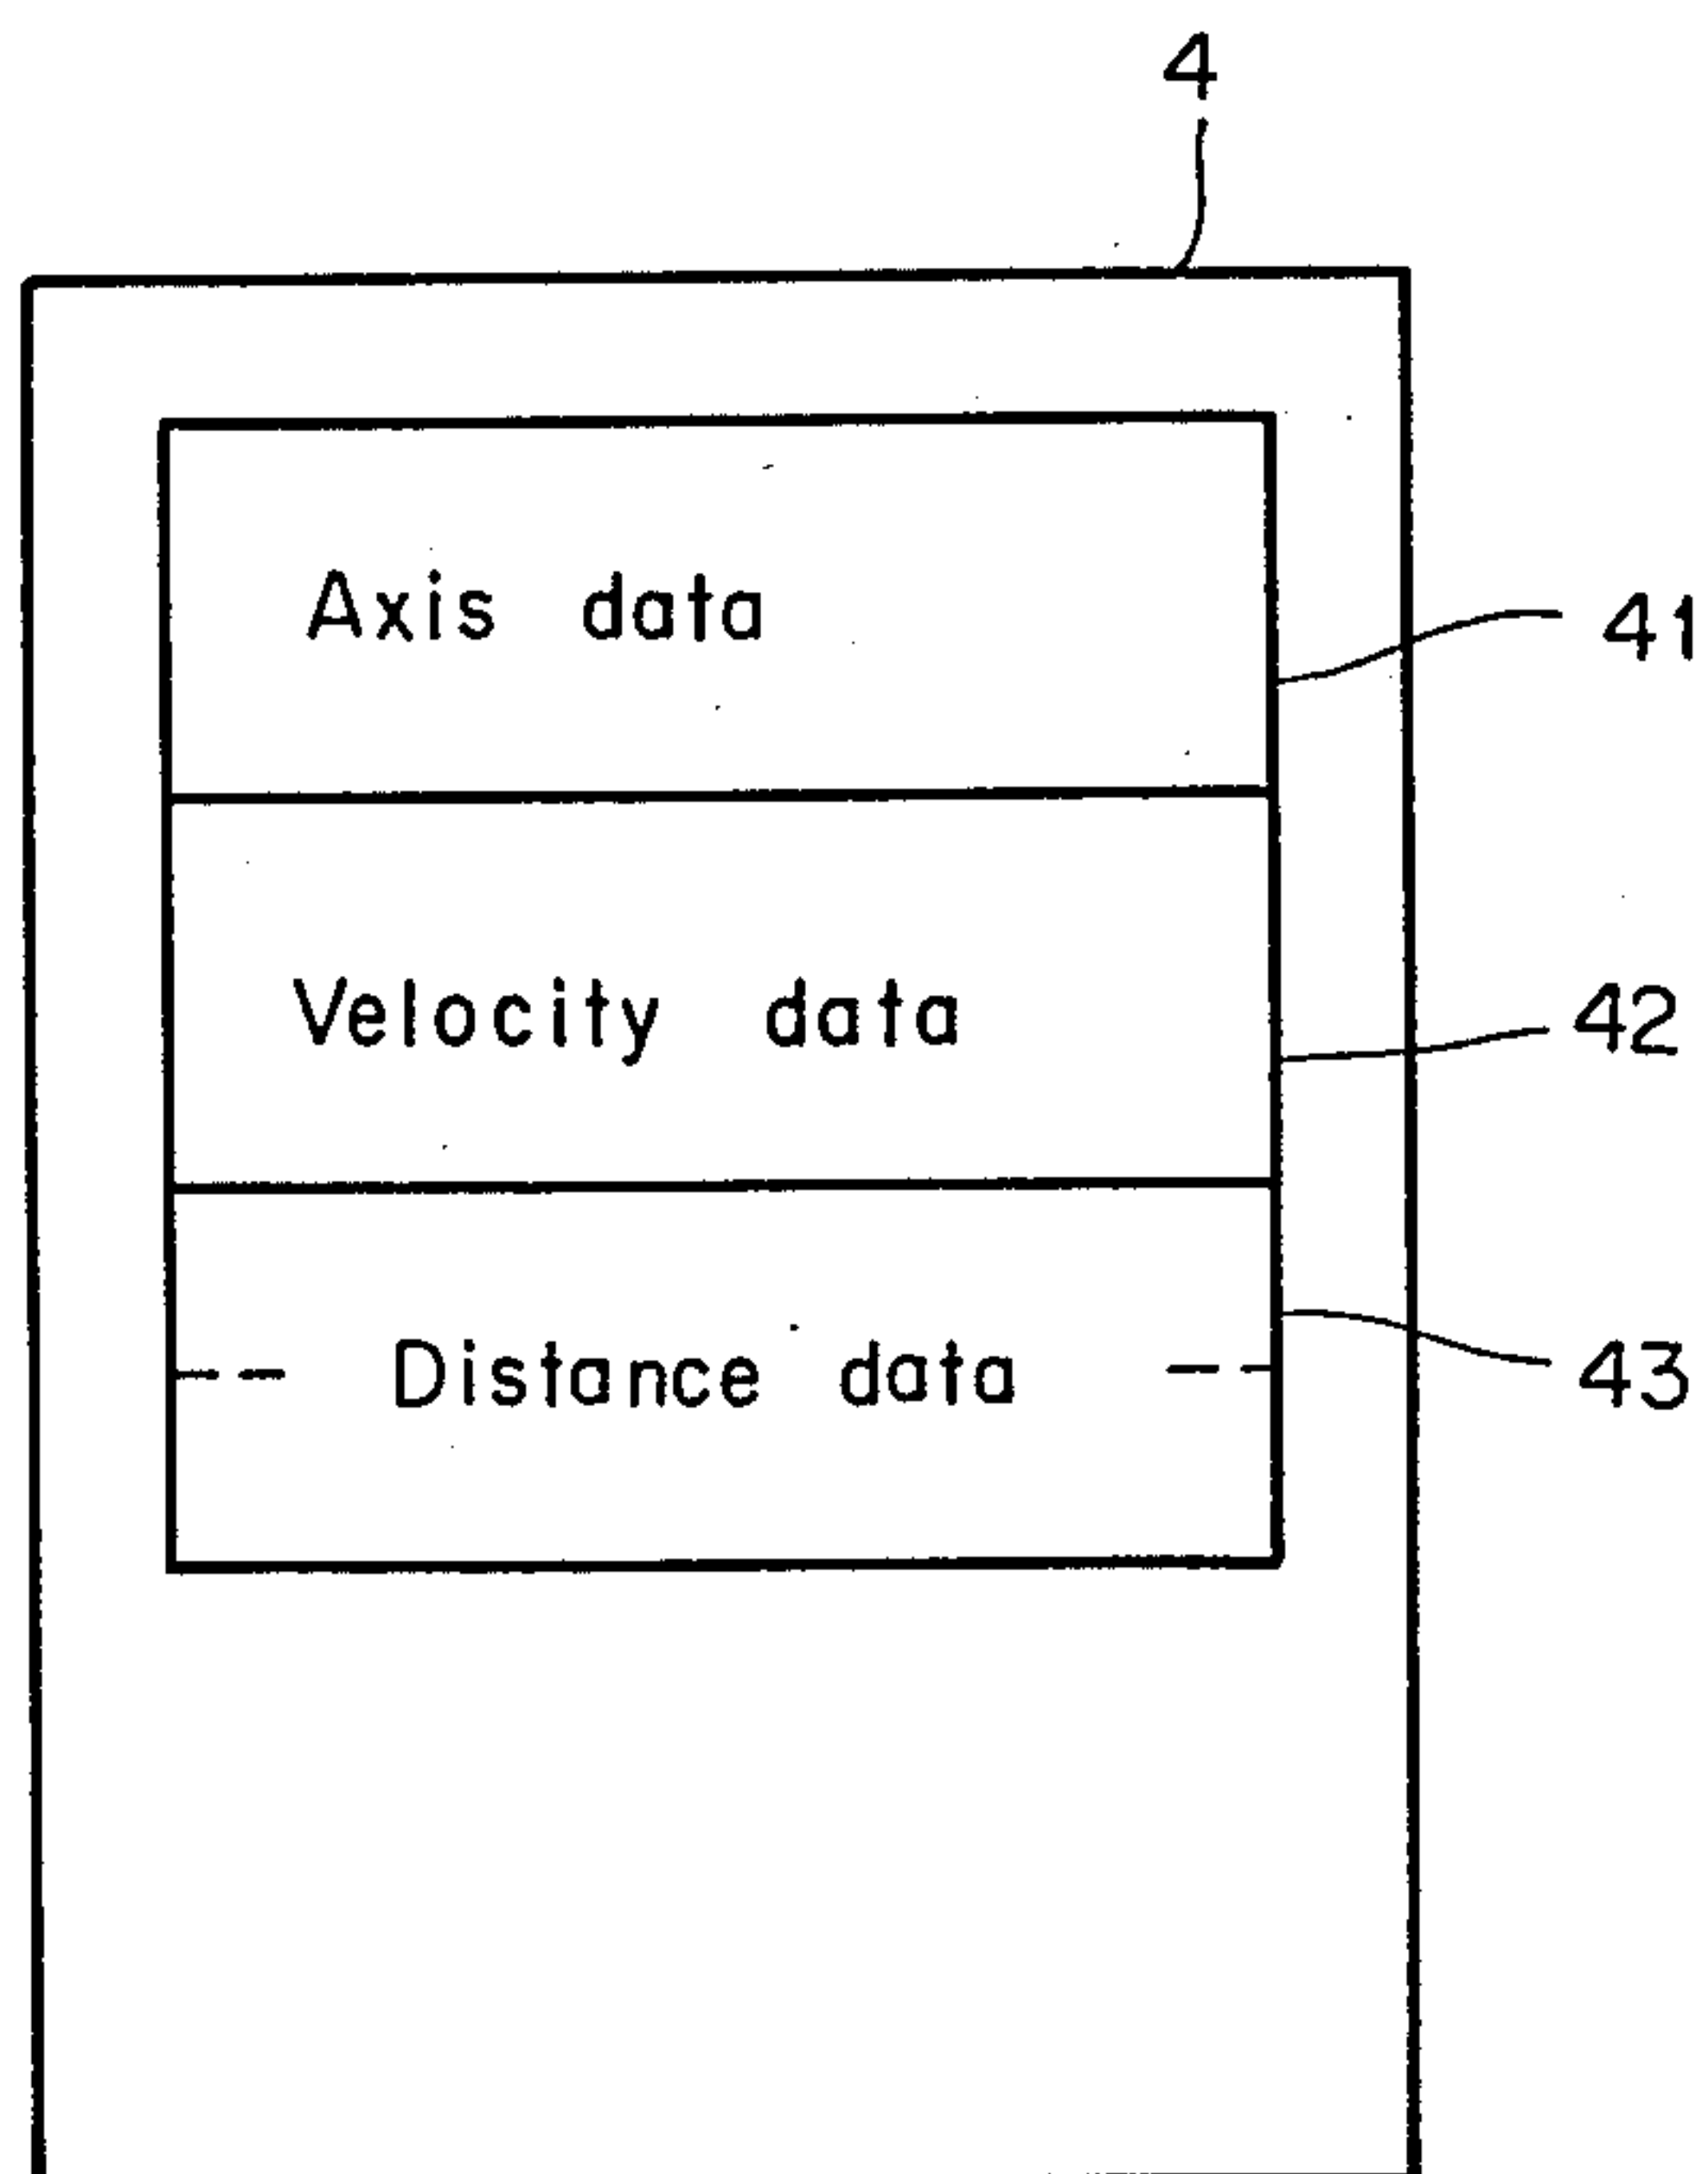 4
Axis data
41
Velocity data
42
-- Distance data --
43